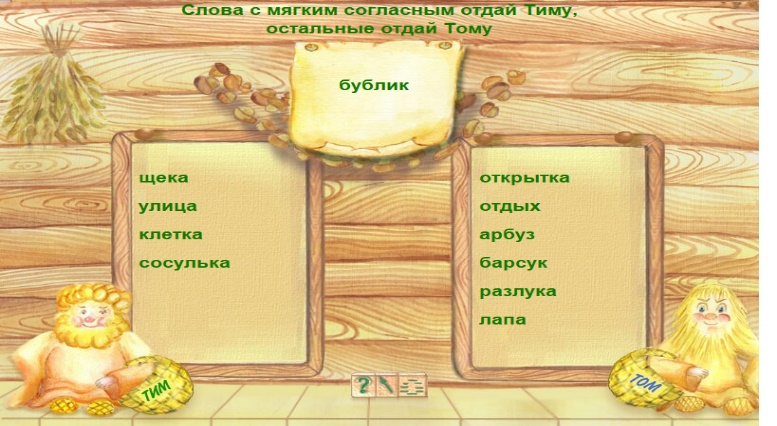 Слова с мягким согласным отдай Тиму,
остальные отдай Тому
бублик
щека
улица
клетка
сосулька
открытка
отдых
арбуз
барсук
разлука
лапа
ТИМ
ТОМ
?